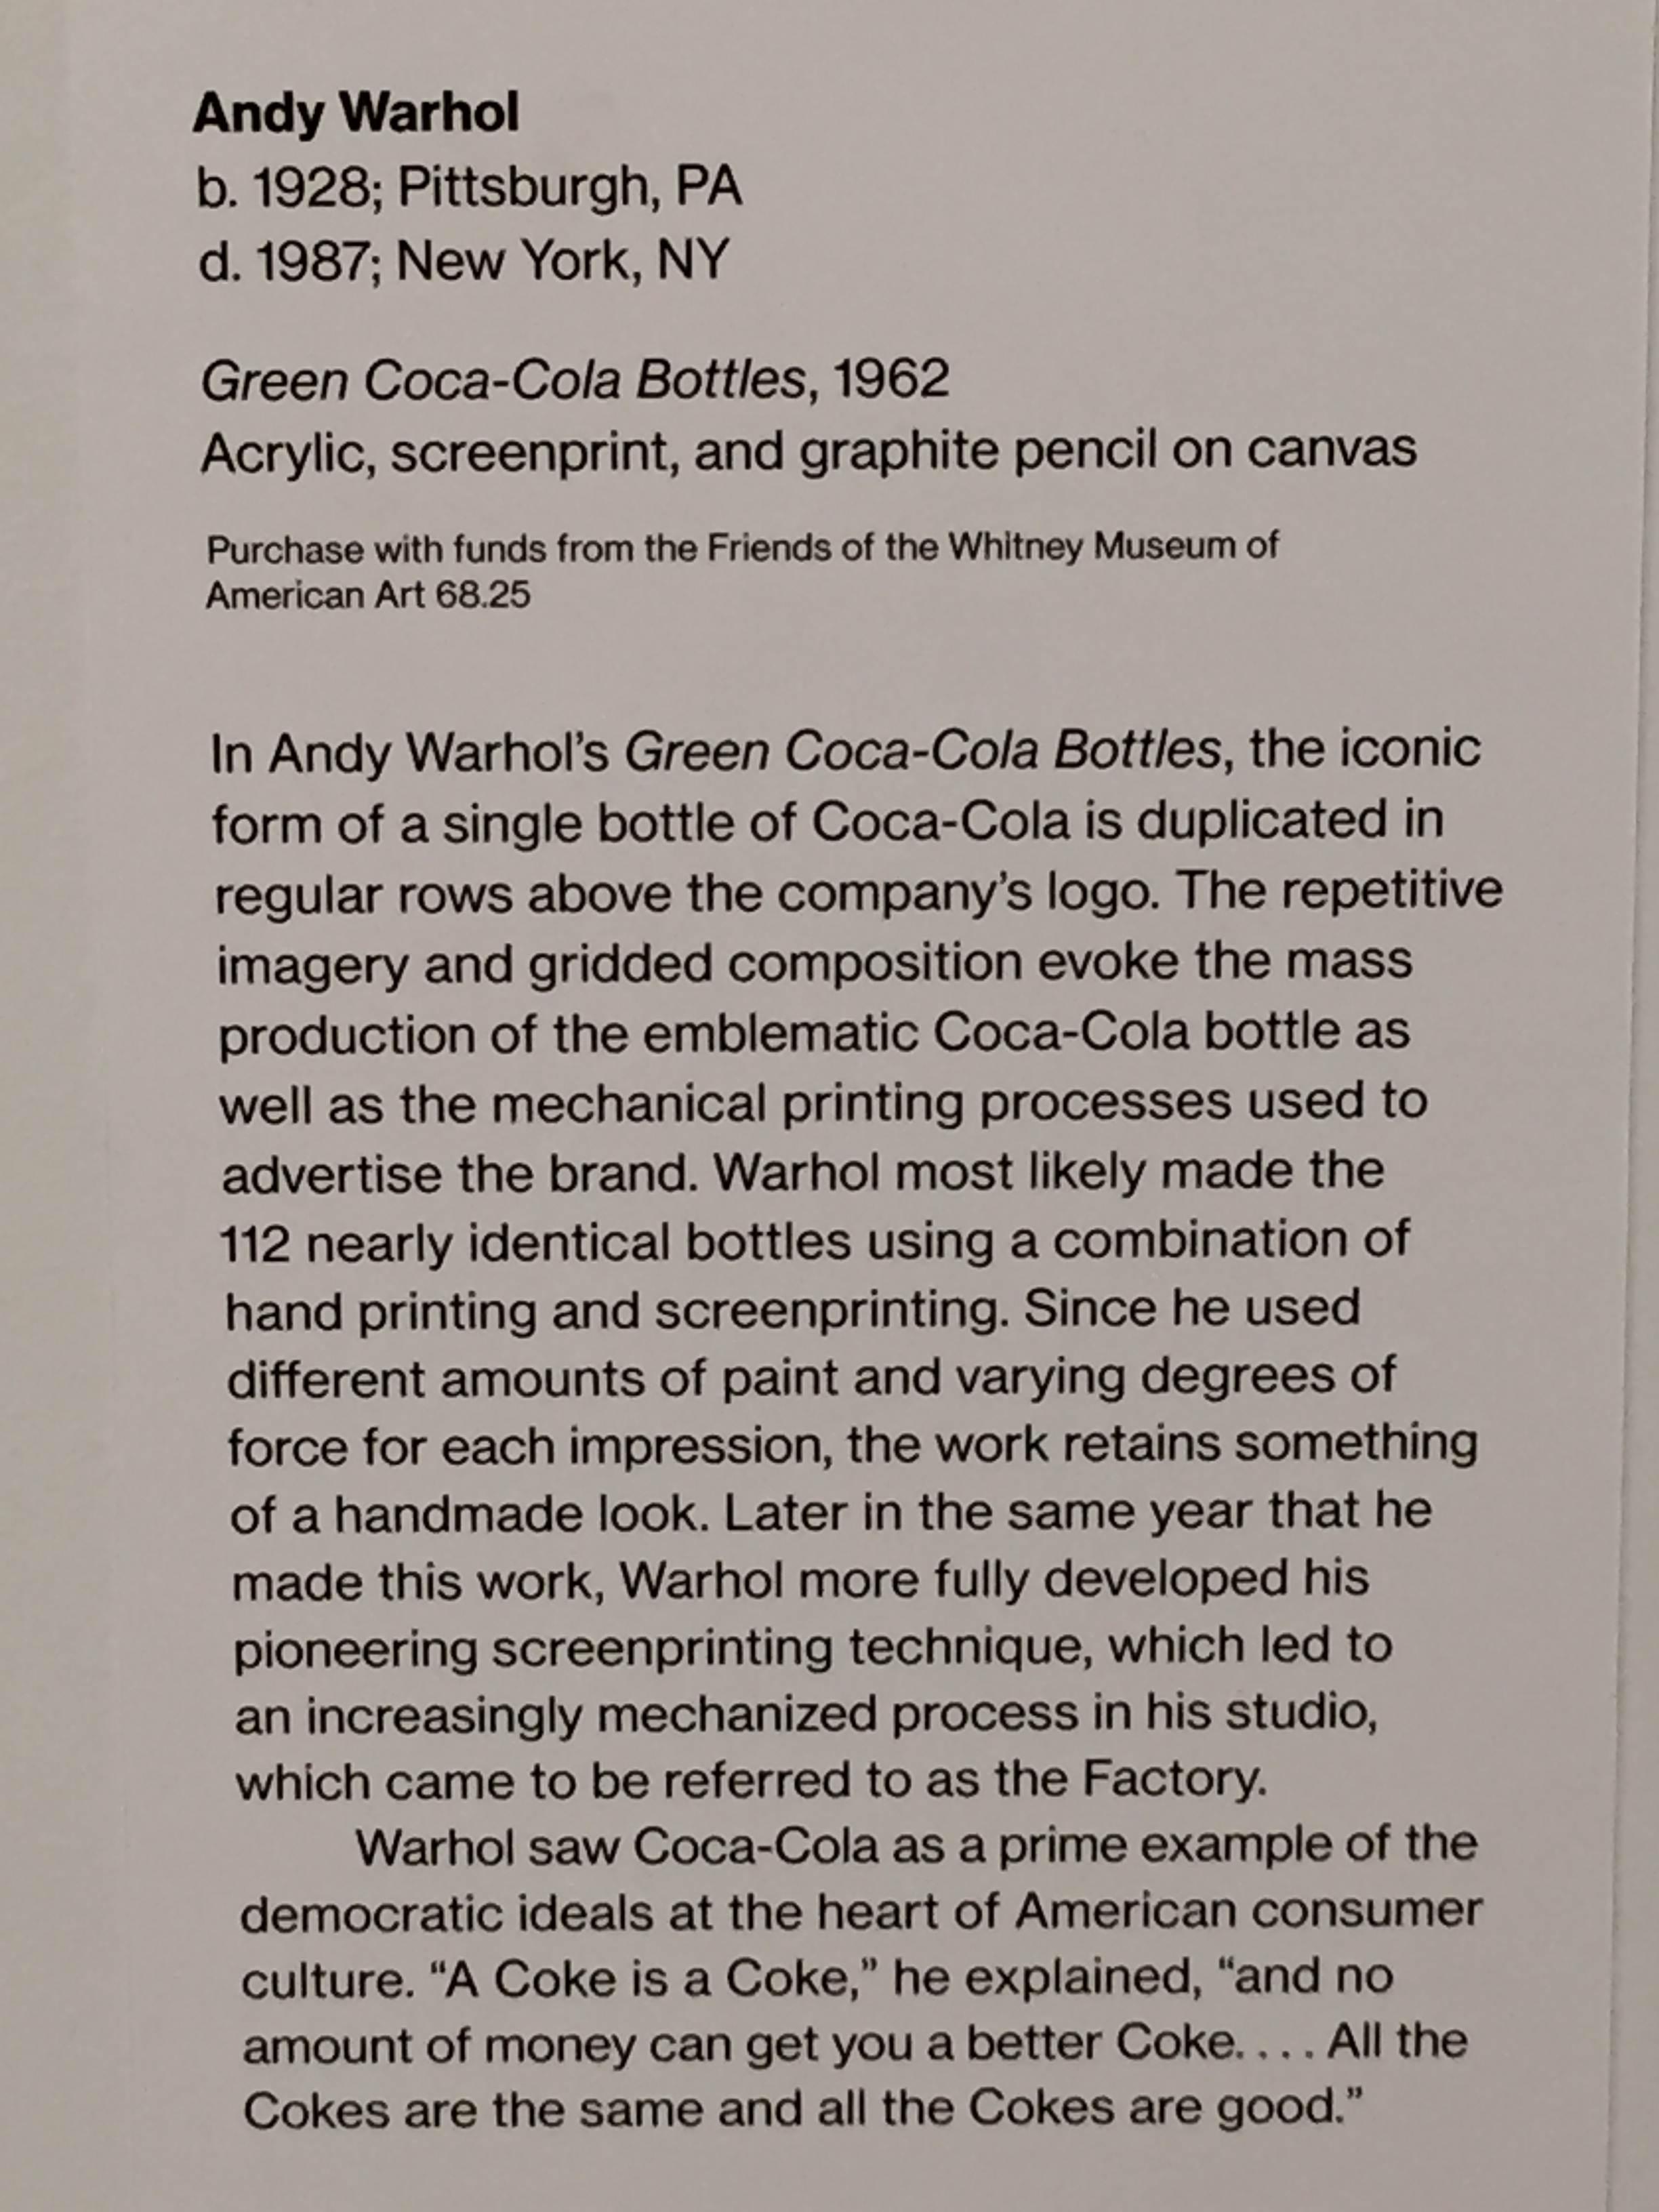 Andy Warhol
b. 1928; Pittsburgh, PA
d. 1987; New York, NY
Green Coca-Cola Bottles, 1962
Acrylic, screenprint, and graphite pencil on canvas
Purchase with funds from the Friends of the Whitney Museum of
American Art 68.25
In Andy Warhol’s Green Coca-Cola Bottles, the iconic
form of a single bottle of Coca-Cola is duplicated in
regular rows above the company’s logo. The repetitive
imagery and gridded composition evoke the mass
production of the emblematic Coca-Cola bottle as
well as the mechanical printing processes used to
advertise the brand. Warhol most likely made the
112 nearly identical bottles using a combination of
hand printing and screenprinting. Since he used
different amounts of paint and varying degrees of
force for each impression, the work retains something
of a handmade look. Later in the same year that he
made this work, Warhol more fully developed his
pioneering screenprinting technique, which led to
an increasingly mechanized process in his studio,
which came to be referred to as the Factory.
Warhol saw Coca-Cola as a prime example of the
democratic ideals at the heart of American consumer
culture. “A Coke is a Coke,” he explained, “and no
amount of money can get you a better Coke. . . . All the
Cokes are the same and all the Cokes are good.”